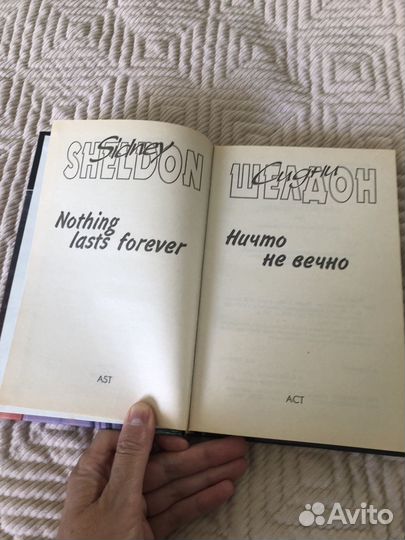 Sidney
SHELDON
Nothing
lasts forever
AST
Сидни
ШЕЛДОН
Ничто
не вечно
АСТ
Avito